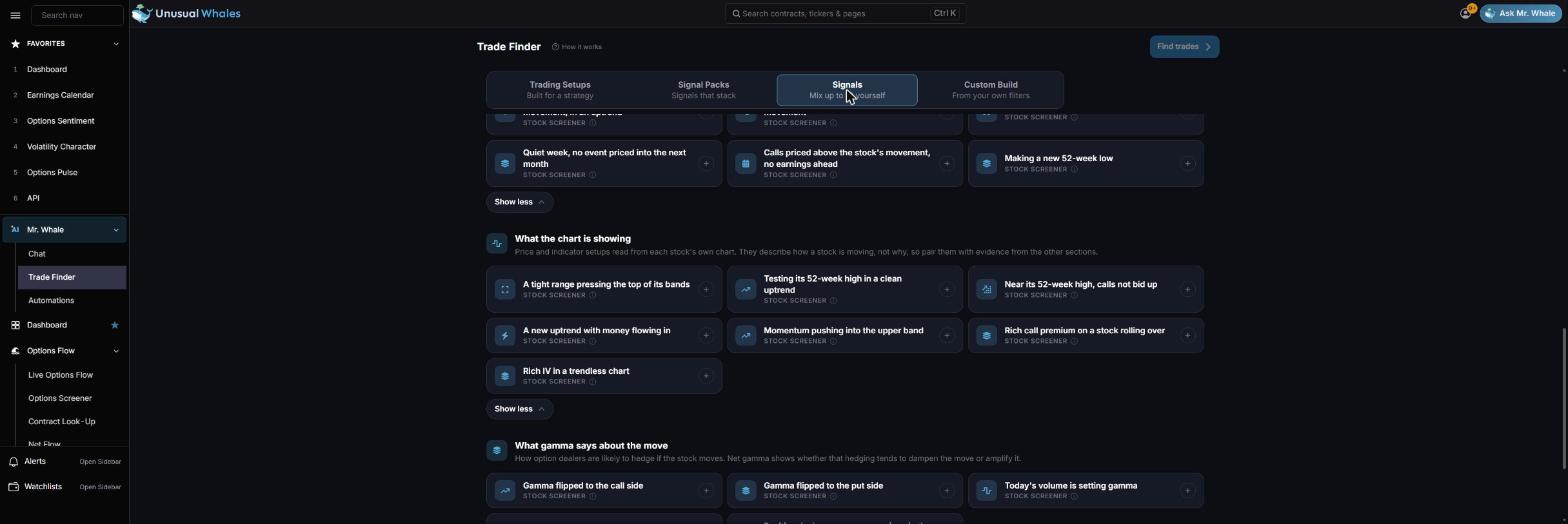 Search nav
Unusual Whales
Search contracts, tickers & pages
Ctrl K
9+
Ask Mr. Whale
FAVORITES
1 Dashboard
2 Earnings Calendar
3 Options Sentiment
4 Volatility Character
5 Options Pulse
6 API
AI Mr. Whale
Chat
Trade Finder
Automations
Dashboard
Options Flow
Live Options Flow
Options Screener
Contract Look-Up
Net Flow
Alerts Open Sidebar
Watchlists Open Sidebar
Trade Finder
How it works
Find trades
Trading Setups
Built for a strategy
Signal Packs
Signals that stack
Signals
Mix up to yourself
Custom Build
From your own filters
STOCK SCREENER
STOCK SCREENER
STOCK SCREENER
Quiet week, no event priced into the next
month
STOCK SCREENER
Calls priced above the stock's movement,
no earnings ahead
STOCK SCREENER
Making a new 52-week low
STOCK SCREENER
Show less
What the chart is showing
Price and indicator setups read from each stock's own chart. They describe how a stock is moving, not why, so pair them with evidence from the other sections.
A tight range pressing the top of its bands
STOCK SCREENER
Testing its 52-week high in a clean
uptrend
STOCK SCREENER
Near its 52-week high, calls not bid up
STOCK SCREENER
A new uptrend with money flowing in
STOCK SCREENER
Momentum pushing into the upper band
STOCK SCREENER
Rich call premium on a stock rolling over
STOCK SCREENER
Rich IV in a trendless chart
STOCK SCREENER
Show less
What gamma says about the move
How option dealers are likely to hedge if the stock moves. Net gamma shows whether that hedging tends to dampen the move or amplify it.
Gamma flipped to the call side
STOCK SCREENER
Gamma flipped to the put side
STOCK SCREENER
Today's volume is setting gamma
STOCK SCREENER